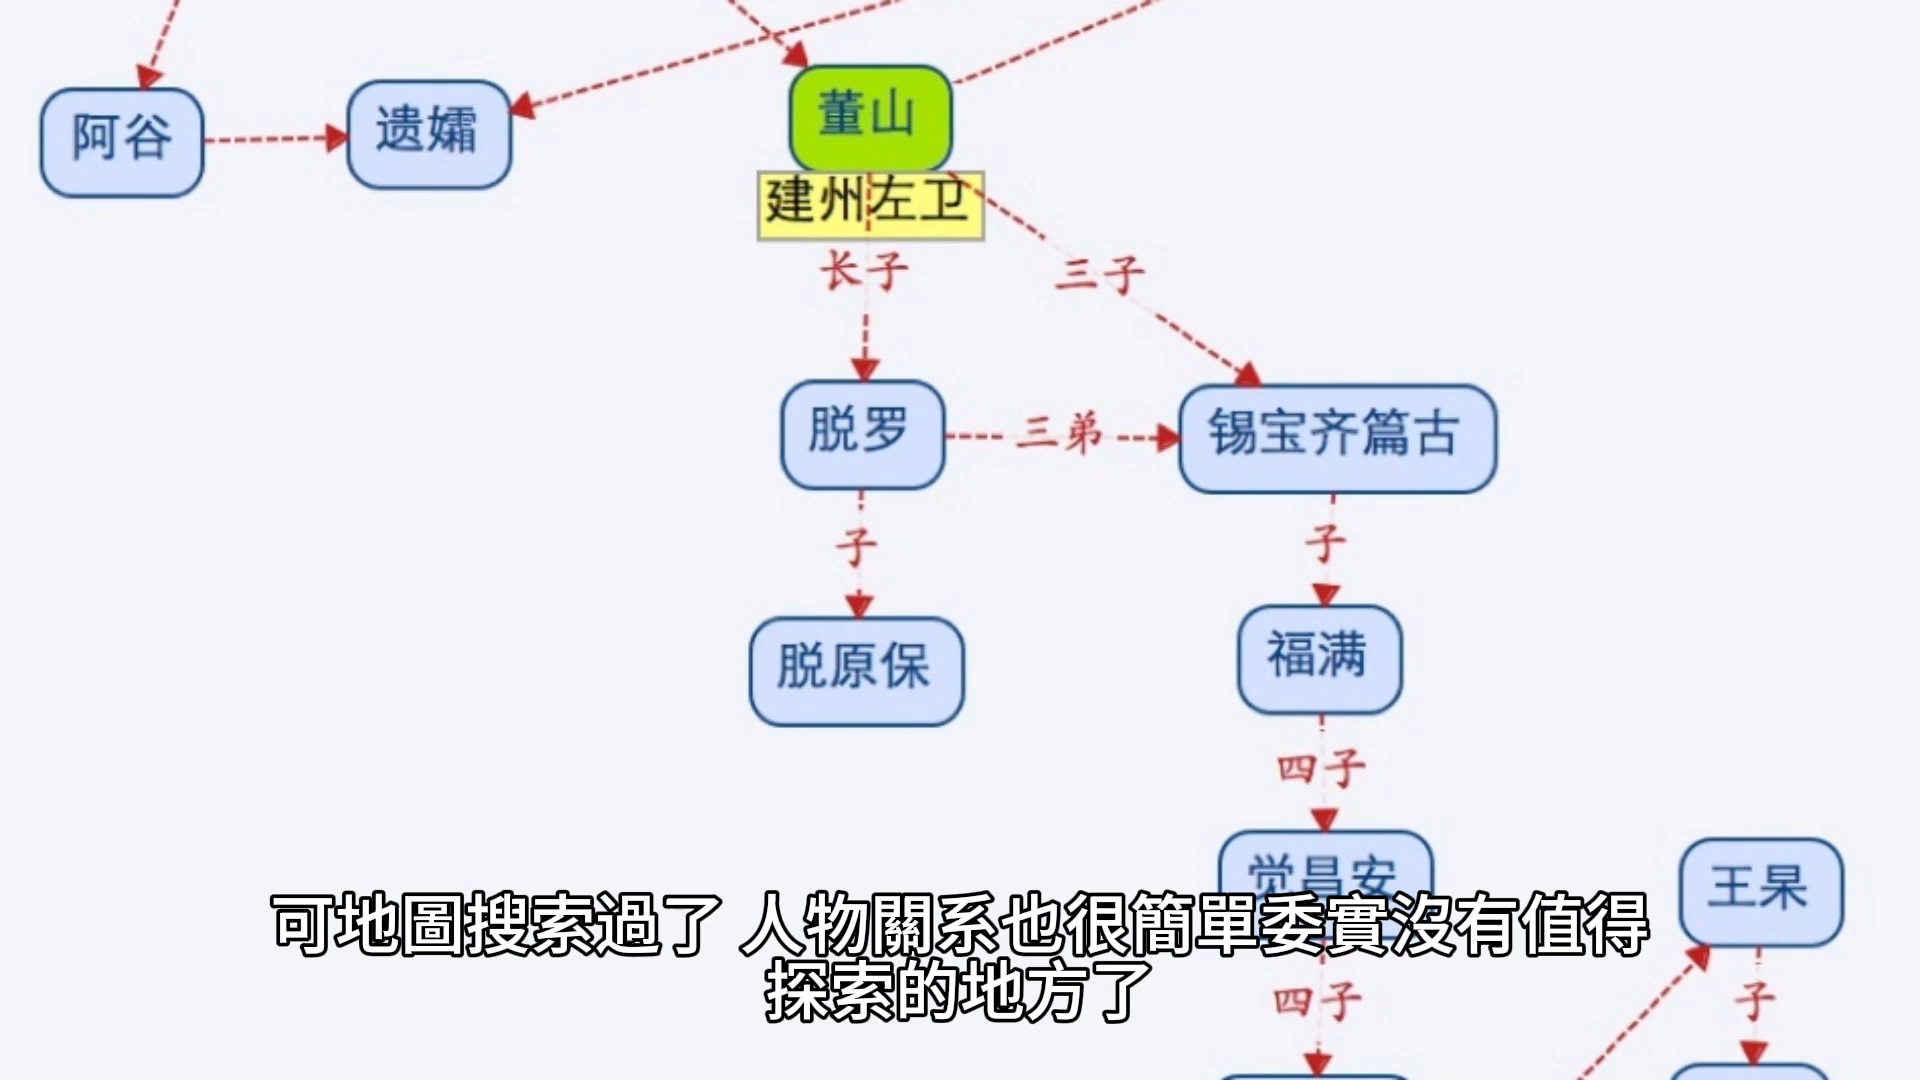 阿谷
遗孀
董山
建州左卫
长子
三子
脱罗
三弟
锡宝齐篇古
子
子
脱原保
福满
四子
觉昌安
王杲
可地圖搜索過了 人物關系也很簡單委實沒有值得
探索的地方了
四子
子